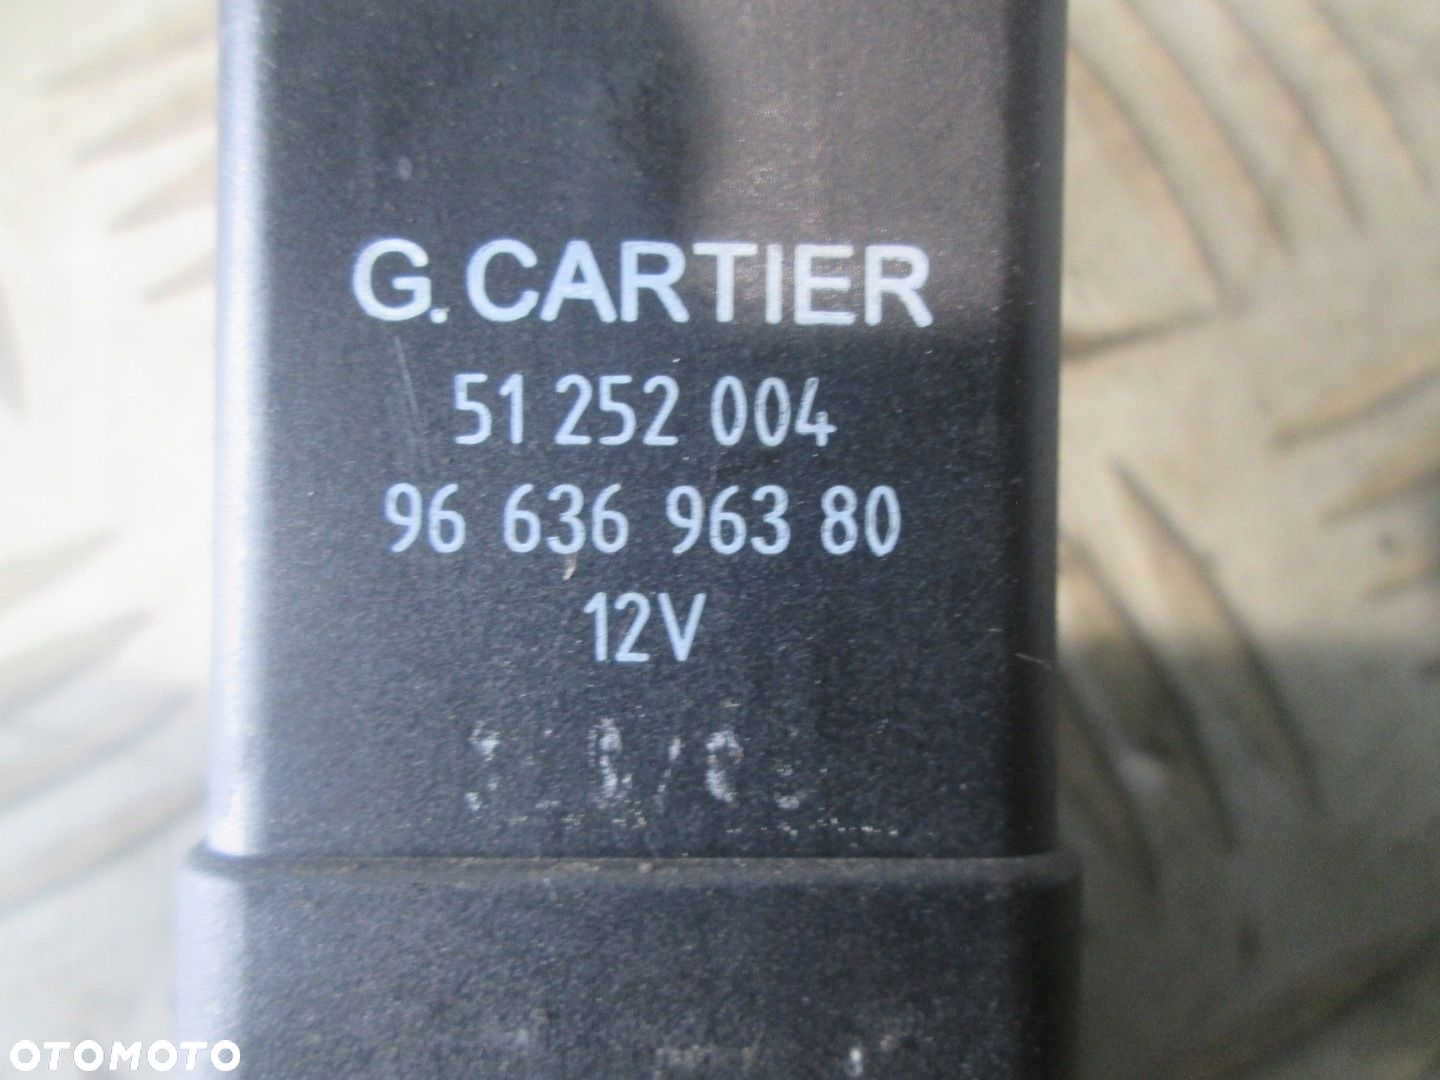 G. CARTIER
51 252 004
96 636 963 80
12V
OTOMOTO